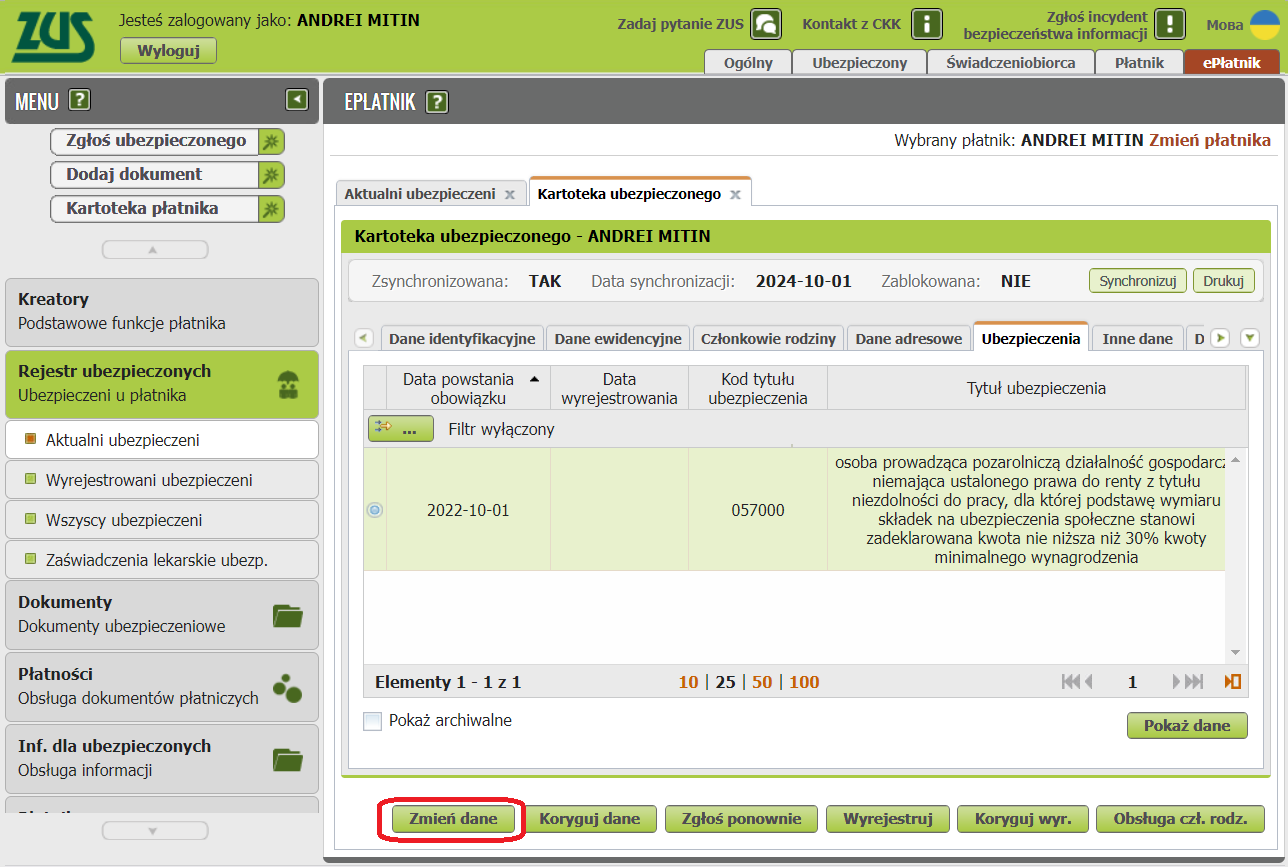 ZUS
Jesteś zalogowany jako: ANDREI MITIN
Wyloguj
Zadaj pytanie ZUS
Kontakt z CKK
Zgłoś incydent
bezpieczeństwa informacji
Мова
Ogólny
Ubezpieczony
Świadczeniobiorca
Płatnik
ePłatnik
MENU ?
EPŁATNIK ?
Wybrany płatnik: ANDREI MITIN Zmień płatnika
Zgłoś ubezpieczonego
Dodaj dokument
Kartoteka płatnika
Kreatory
Podstawowe funkcje płatnika
Rejestr ubezpieczonych
Ubezpieczeni u płatnika
Aktualni ubezpieczeni
Wyrejestrowani ubezpieczeni
Wszyscy ubezpieczeni
Zaświadczenia lekarskie ubezp.
Dokumenty
Dokumenty ubezpieczeniowe
Płatności
Obsługa dokumentów płatniczych
Inf. dla ubezpieczonych
Obsługa informacji
Aktualni ubezpieczeni x
Kartoteka ubezpieczonego x
Kartoteka ubezpieczonego - ANDREI MITIN
Zsynchronizowana: TAK Data synchronizacji: 2024-10-01 Zablokowana: NIE
Synchronizuj
Drukuj
Dane identyfikacyjne
Dane ewidencyjne
Członkowie rodziny
Dane adresowe
Ubezpieczenia
Inne dane
D
Data powstania
obowiązku
Data
wyrejestrowania
Kod tytułu
ubezpieczenia
Tytuł ubezpieczenia
... Filtr wyłączony
2022-10-01
057000
osoba prowadząca pozarolniczą działalność gospodarcz
niemająca ustalonego prawa do renty z tytułu
niezdolności do pracy, dla której podstawę wymiaru
składek na ubezpieczenia społeczne stanowi
zadeklarowana kwota nie niższa niż 30% kwoty
minimalnego wynagrodzenia
Elementy 1 - 1 z 1
10 | 25 | 50 | 100
1
Pokaż archiwalne
Pokaż dane
Zmień dane
Koryguj dane
Zgłoś ponownie
Wyrejestruj
Koryguj wyr.
Obsługa czł. rodz.